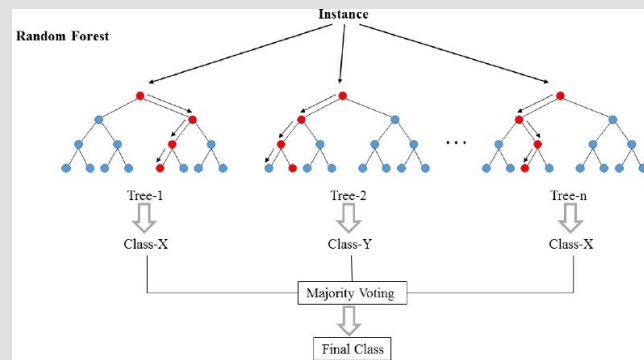 Instance
Random Forest
...
Tree-1 Tree-2 Tree-n
Class-X Class-Y Class-X
Majority Voting
Final Class